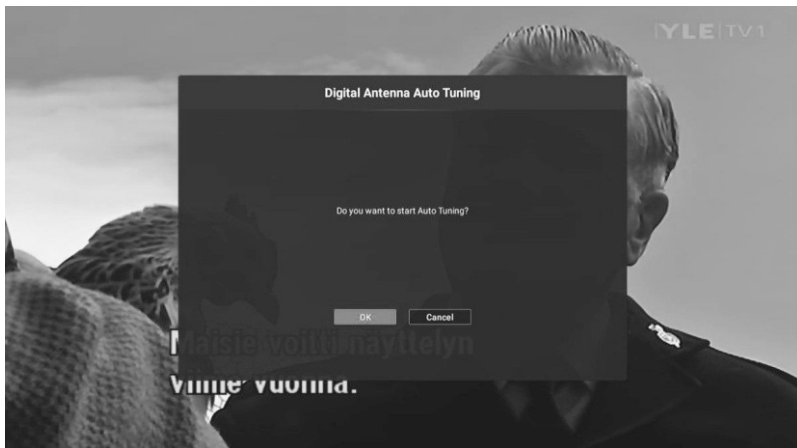 YLE TV1
Digital Antenna Auto Tuning
Do you want to start Auto Tuning?
OK Cancel
Maisie voitti näyttelyn
viime vuonna.